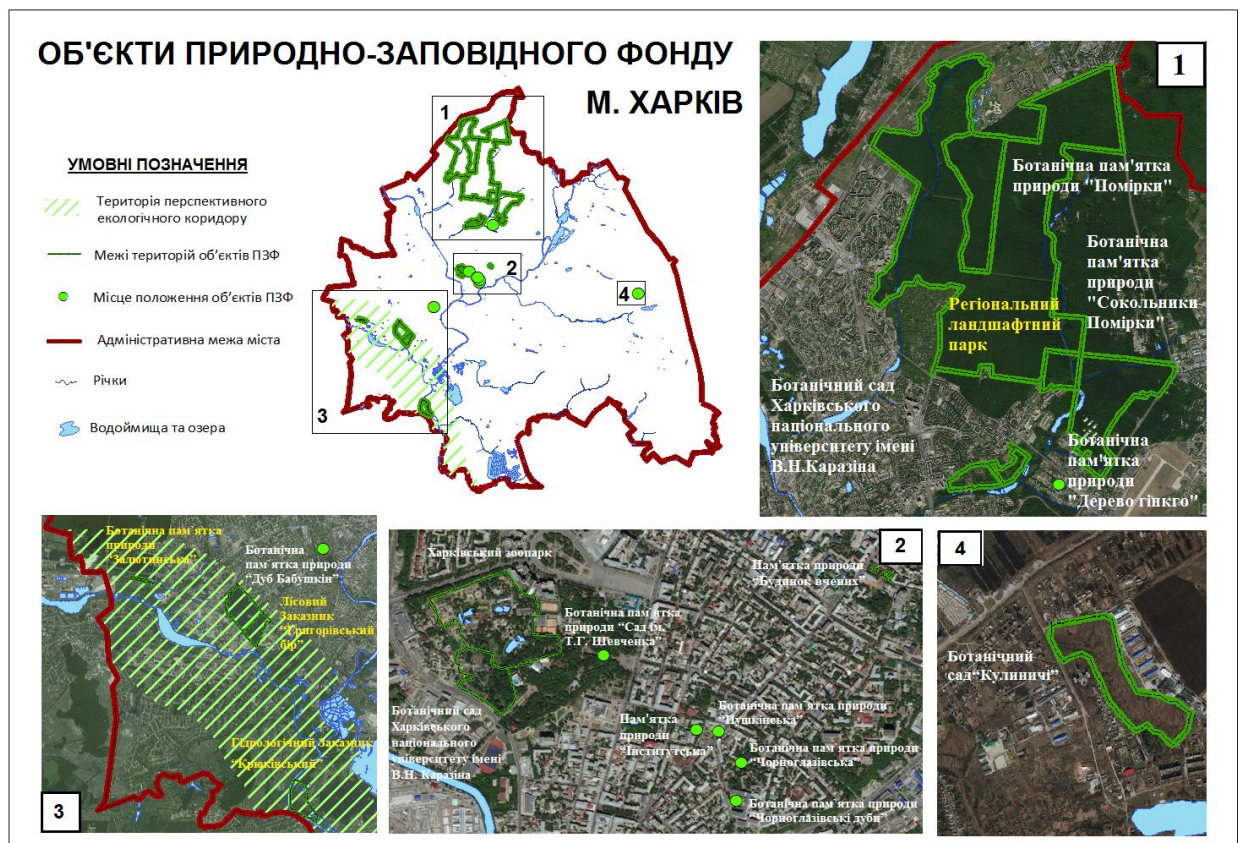 ОБ'ЄКТИ ПРИРОДНО-ЗАПОВІДНОГО ФОНДУ
М. ХАРКІВ
УМОВНІ ПОЗНАЧЕННЯ
Територія перспективного
екологічного коридору
Межі територій об'єктів ПЗФ
Місце положення об'єктів ПЗФ
Адміністративна межа міста
Річки
Водоймища та озера
1
2
3
4
1
Ботанічна пам'ятка
природи "Помірки"
Ботанічна
пам'ятка
природи
"Сокольники
Помірки"
Регіональний
ландшафтний
парк
Ботанічний сад
Харківського
національного
університету імені
В.Н.Каразіна
Ботанічна
пам'ятка
природи
"Дерево гінкго"
Ботанічна пам`ятка
природи
“Залютинська”
Ботанічна
пам`ятка природи
“Дуб Бабушкін”
Лісовий
Заказник
“Григорівський
бір”
Гідрологічний Заказник
“Крюківський”
3
2
Харківський зоопарк
Пам`ятка природи
“Будинок вчених”
Ботанічна пам`ятка
природи “Сад ім.
Т.Г. Шевченка”
Ботанічний сад
Харківського
національного
університету імені
В.Н. Каразіна
Ботанічна пам`ятка природи
“Пушкінська”
Пам'ятка
природи
“Інститутська”
Ботанічна пам`ятка природи
“Чорноглазівська”
Ботанічна пам`ятка природи
“Чорноглазівські дуби”
4
Ботанічний
сад“Кулиничі”